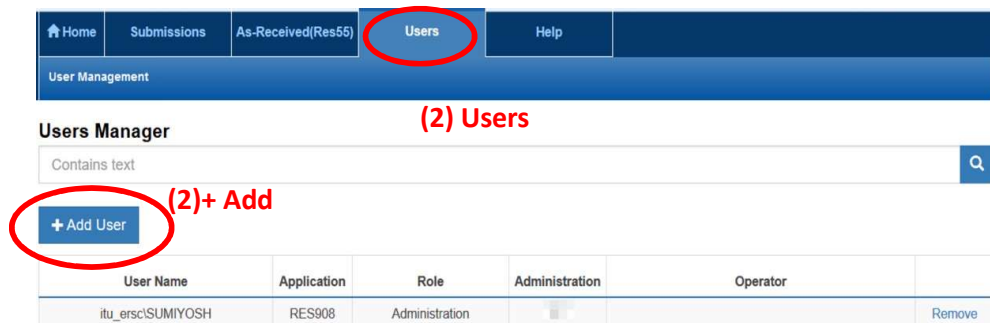 Home Submissions As-Received(Res55) Users Help
User Management
(2) Users
Users Manager
Contains text
(2)+ Add
+ Add User
User Name Application Role Administration Operator
itu_ersc\SUMIYOSH RES908 Administration Remove